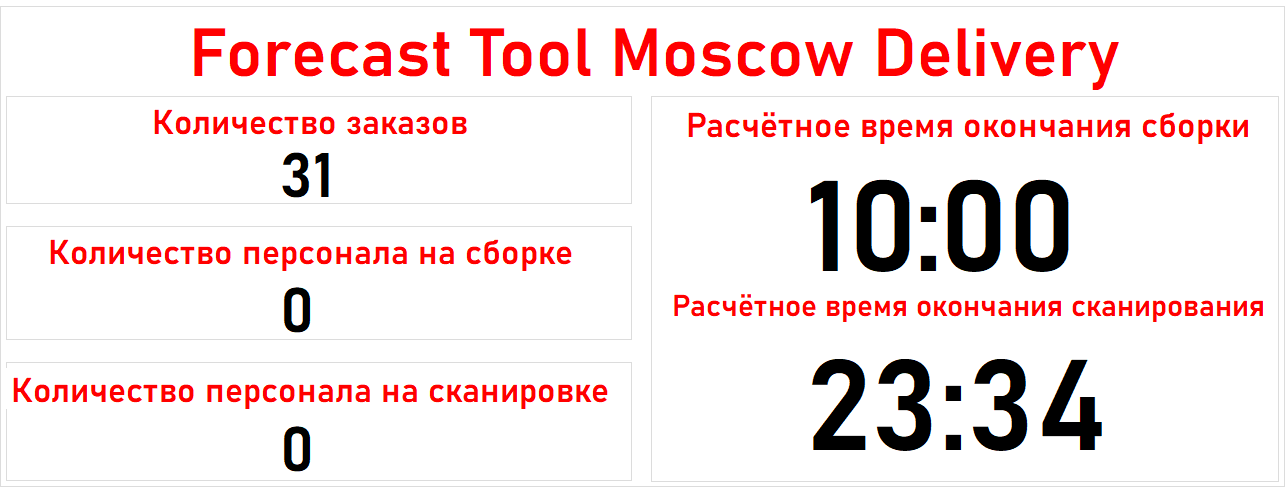 Forecast Tool Moscow Delivery
Количество заказов
31
Количество персонала на сборке
0
Количество персонала на сканировке
0
Расчётное время окончания сборки
10:00
Расчётное время окончания сканирования
23:34